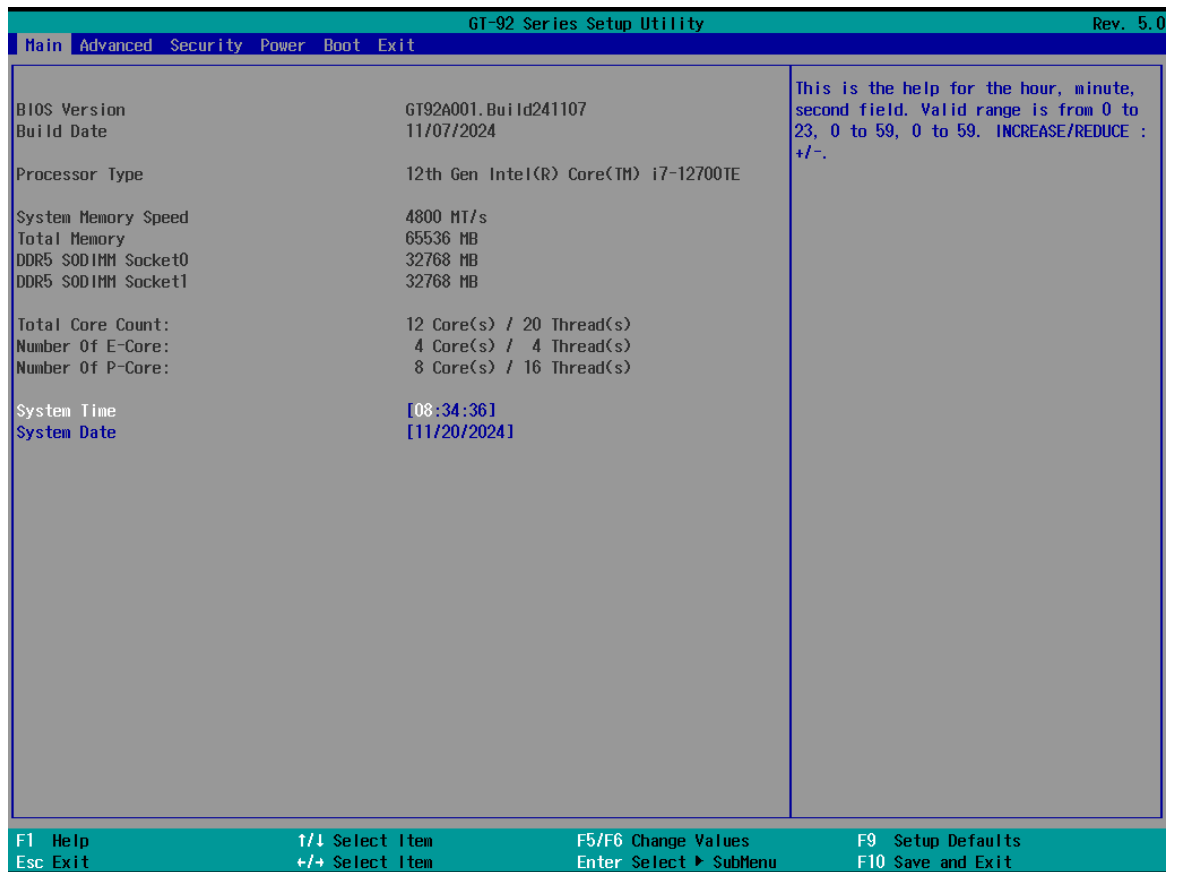 GT-92 Series Setup Utility Rev. 5.0
Main Advanced Security Power Boot Exit
BIOS Version GT92A001.Build241107
Build Date 11/07/2024
Processor Type 12th Gen Intel(R) Core(TM) i7-12700TE
System Memory Speed 4800 MT/s
Total Memory 65536 MB
DDR5 SODIMM Socket0 32768 MB
DDR5 SODIMM Socket1 32768 MB
Total Core Count: 12 Core(s) / 20 Thread(s)
Number Of E-Core: 4 Core(s) / 4 Thread(s)
Number Of P-Core: 8 Core(s) / 16 Thread(s)
System Time [08:34:36]
System Date [11/20/2024]
This is the help for the hour, minute,
second field. Valid range is from 0 to
23, 0 to 59, 0 to 59. INCREASE/REDUCE :
+/-.
F1 Help ↑/↓ Select Item F5/F6 Change Values F9 Setup Defaults
Esc Exit ←/→ Select Item Enter Select ▶ SubMenu F10 Save and Exit